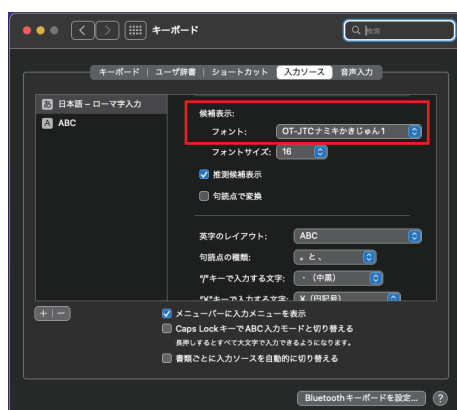 キーボード
検索
キーボード
ユーザ辞書
ショートカット
入力ソース
音声入力
あ 日本語 – ローマ字入力
A ABC
候補表示:
フォント: OT-JTCナミキかきじゅん1
フォントサイズ: 16
推測候補表示
句読点で変換
英字のレイアウト: ABC
句読点の種類: 。と、
"/"キーで入力する文字: ・（中黒）
"¥"キーで入力する文字: ¥（円記号）
+ −
メニューバーに入力メニューを表示
Caps LockキーでABC入力モードと切り替える
長押しするとすべて大文字で入力できるようになります。
書類ごとに入力ソースを自動的に切り替える
Bluetoothキーボードを設定... ?